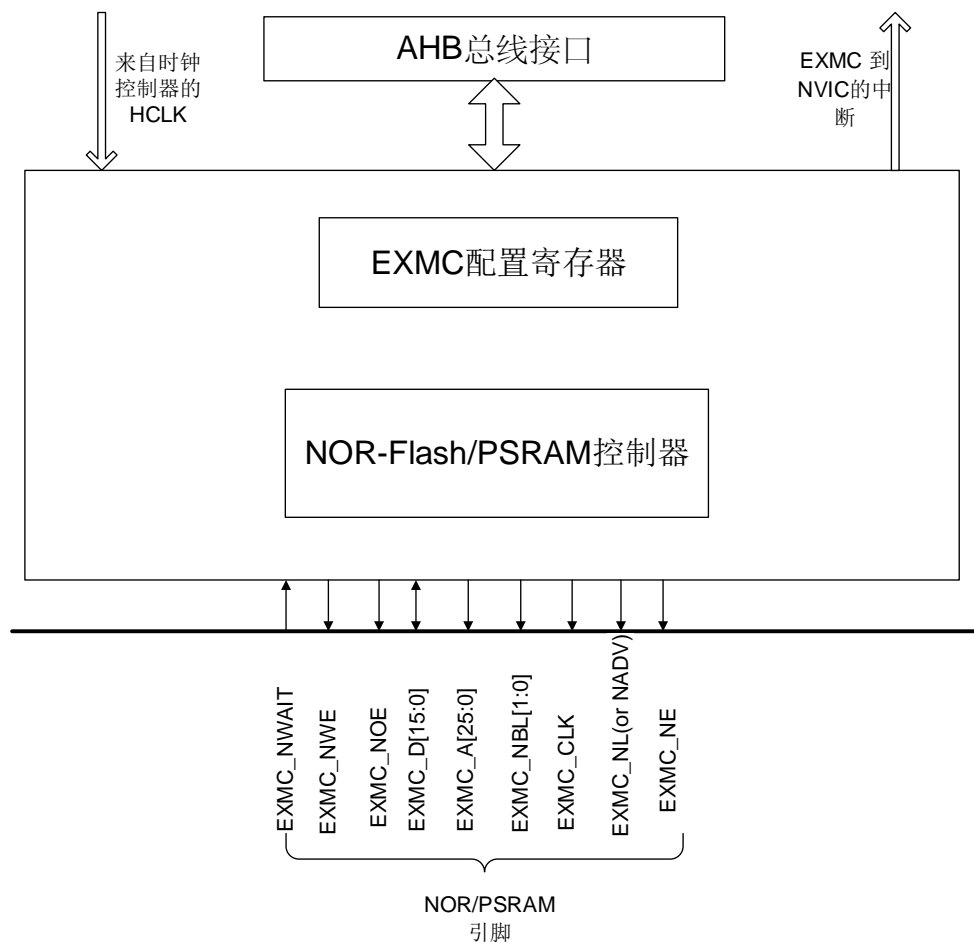 AHB总线接口
来自时钟
控制器的
HCLK
EXMC 到
NVIC的中
断
EXMC配置寄存器
NOR-Flash/PSRAM控制器
EXMC_NWAIT
EXMC_NWE
EXMC_NOE
EXMC_D[15:0]
EXMC_A[25:0]
EXMC_NBL[1:0]
EXMC_CLK
EXMC_NL(or NADV)
EXMC_NE
NOR/PSRAM
引脚